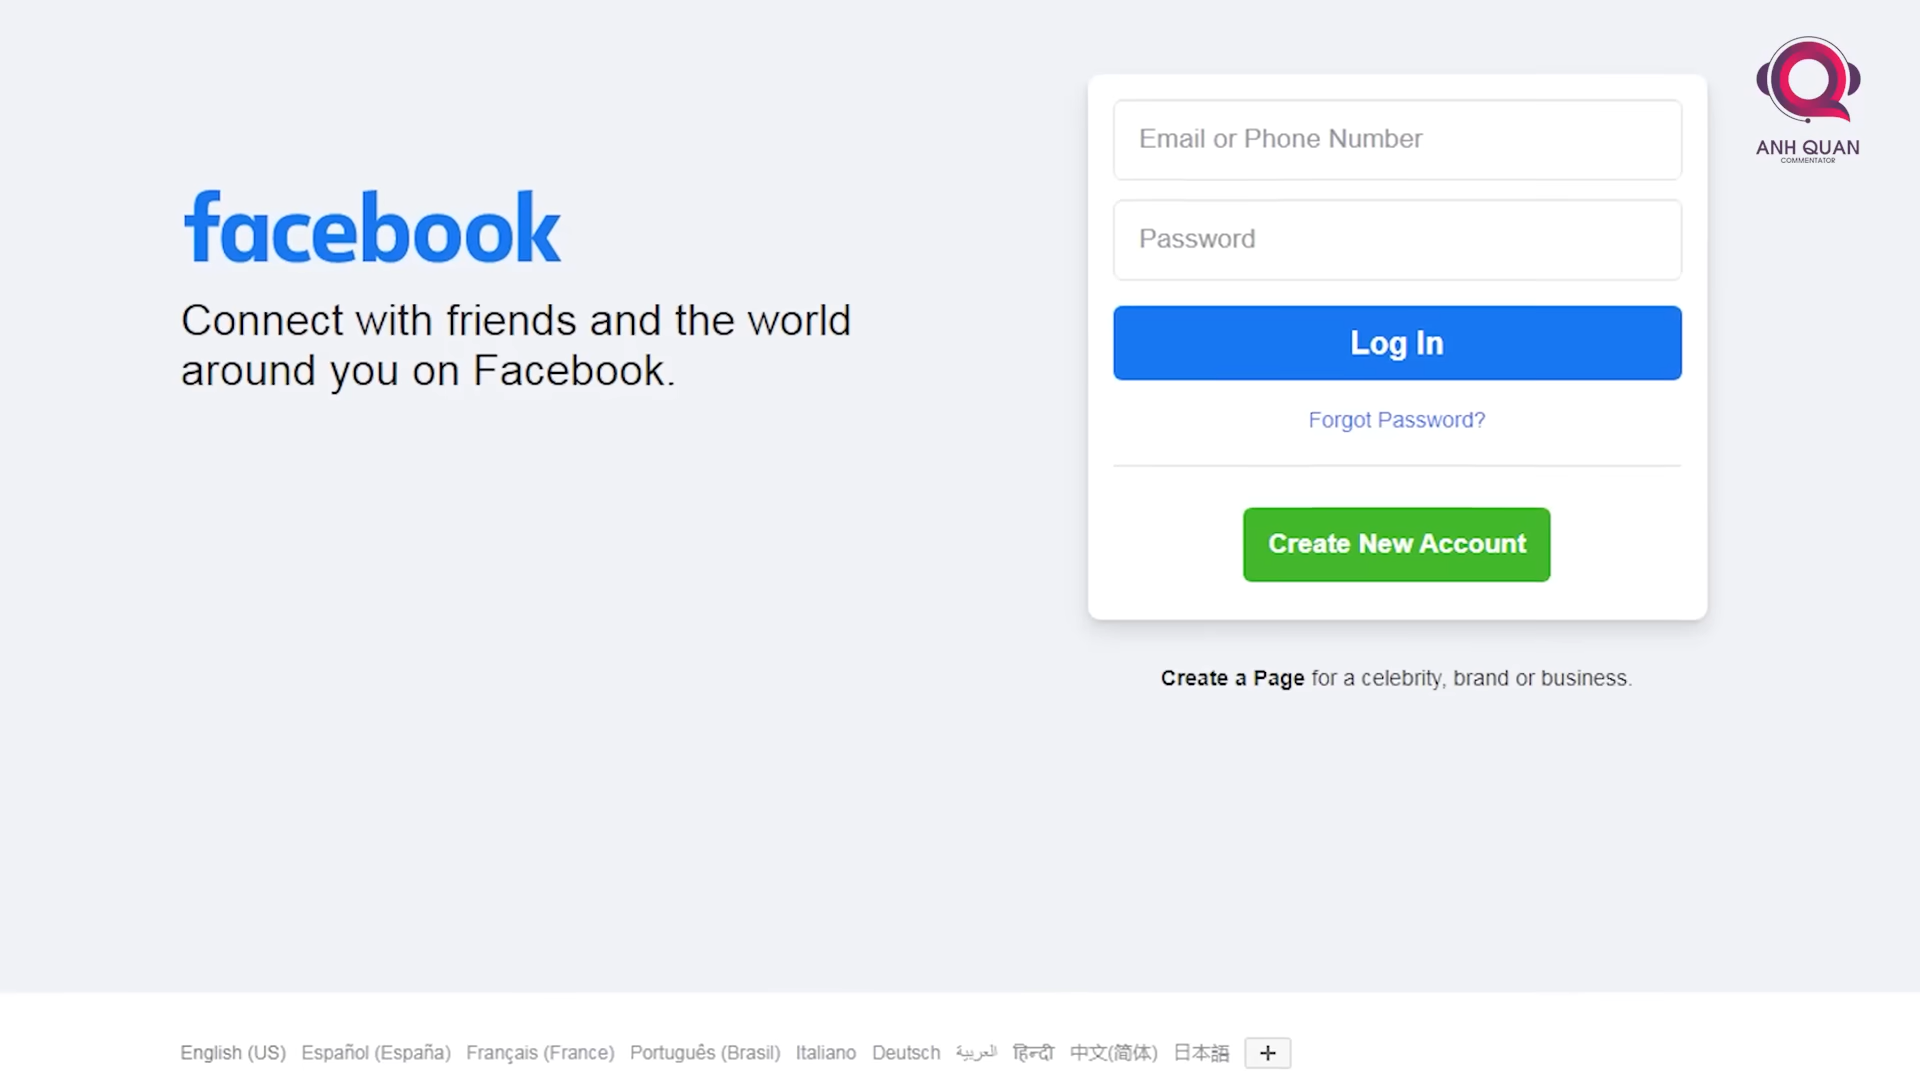 ANH QUAN
COMMENTATOR
facebook
Connect with friends and the world
around you on Facebook.
Email or Phone Number
Password
Log In
Forgot Password?
Create New Account
Create a Page for a celebrity, brand or business.
English (US) Español (España) Français (France) Português (Brasil) Italiano Deutsch العربية हिन्दी 中文(简体) 日本語 +